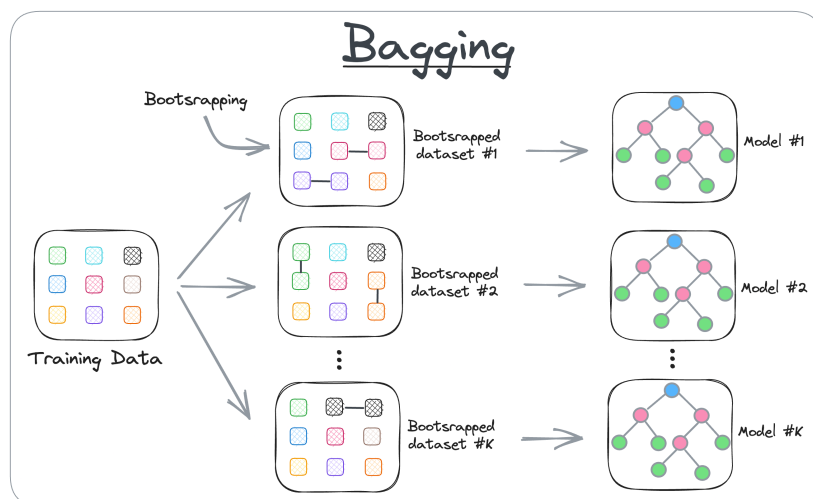 Bagging
Bootsrapping
Bootsrapped
dataset #1
Model #1
Bootsrapped
dataset #2
Model #2
Training Data
Bootsrapped
dataset #K
Model #K